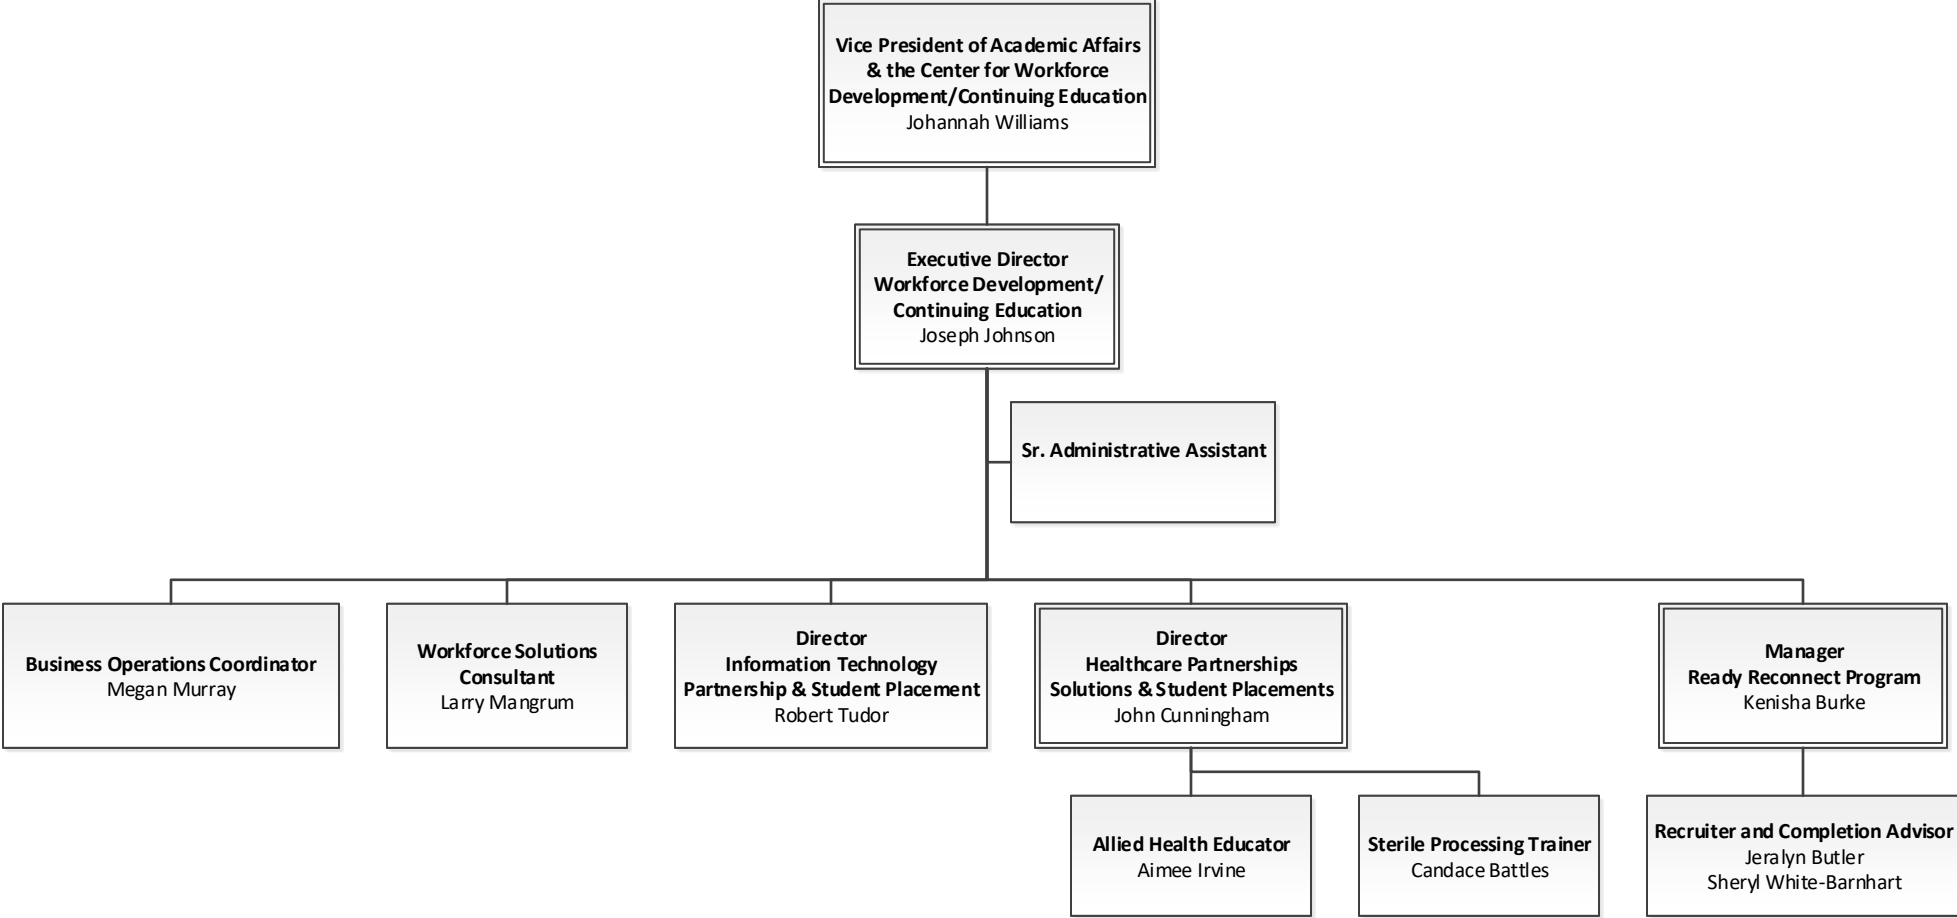 Vice President of Academic Affairs
& the Center for Workforce
Development/Continuing Education
Johannah Williams
Executive Director
Workforce Development/
Continuing Education
Joseph Johnson
Sr. Administrative Assistant
Business Operations Coordinator
Megan Murray
Workforce Solutions
Consultant
Larry Mangrum
Director
Information Technology
Partnership & Student Placement
Robert Tudor
Director
Healthcare Partnerships
Solutions & Student Placements
John Cunningham
Manager
Ready Reconnect Program
Kenisha Burke
Allied Health Educator
Aimee Irvine
Sterile Processing Trainer
Candace Battles
Recruiter and Completion Advisor
Jeralyn Butler
Sheryl White-Barnhart